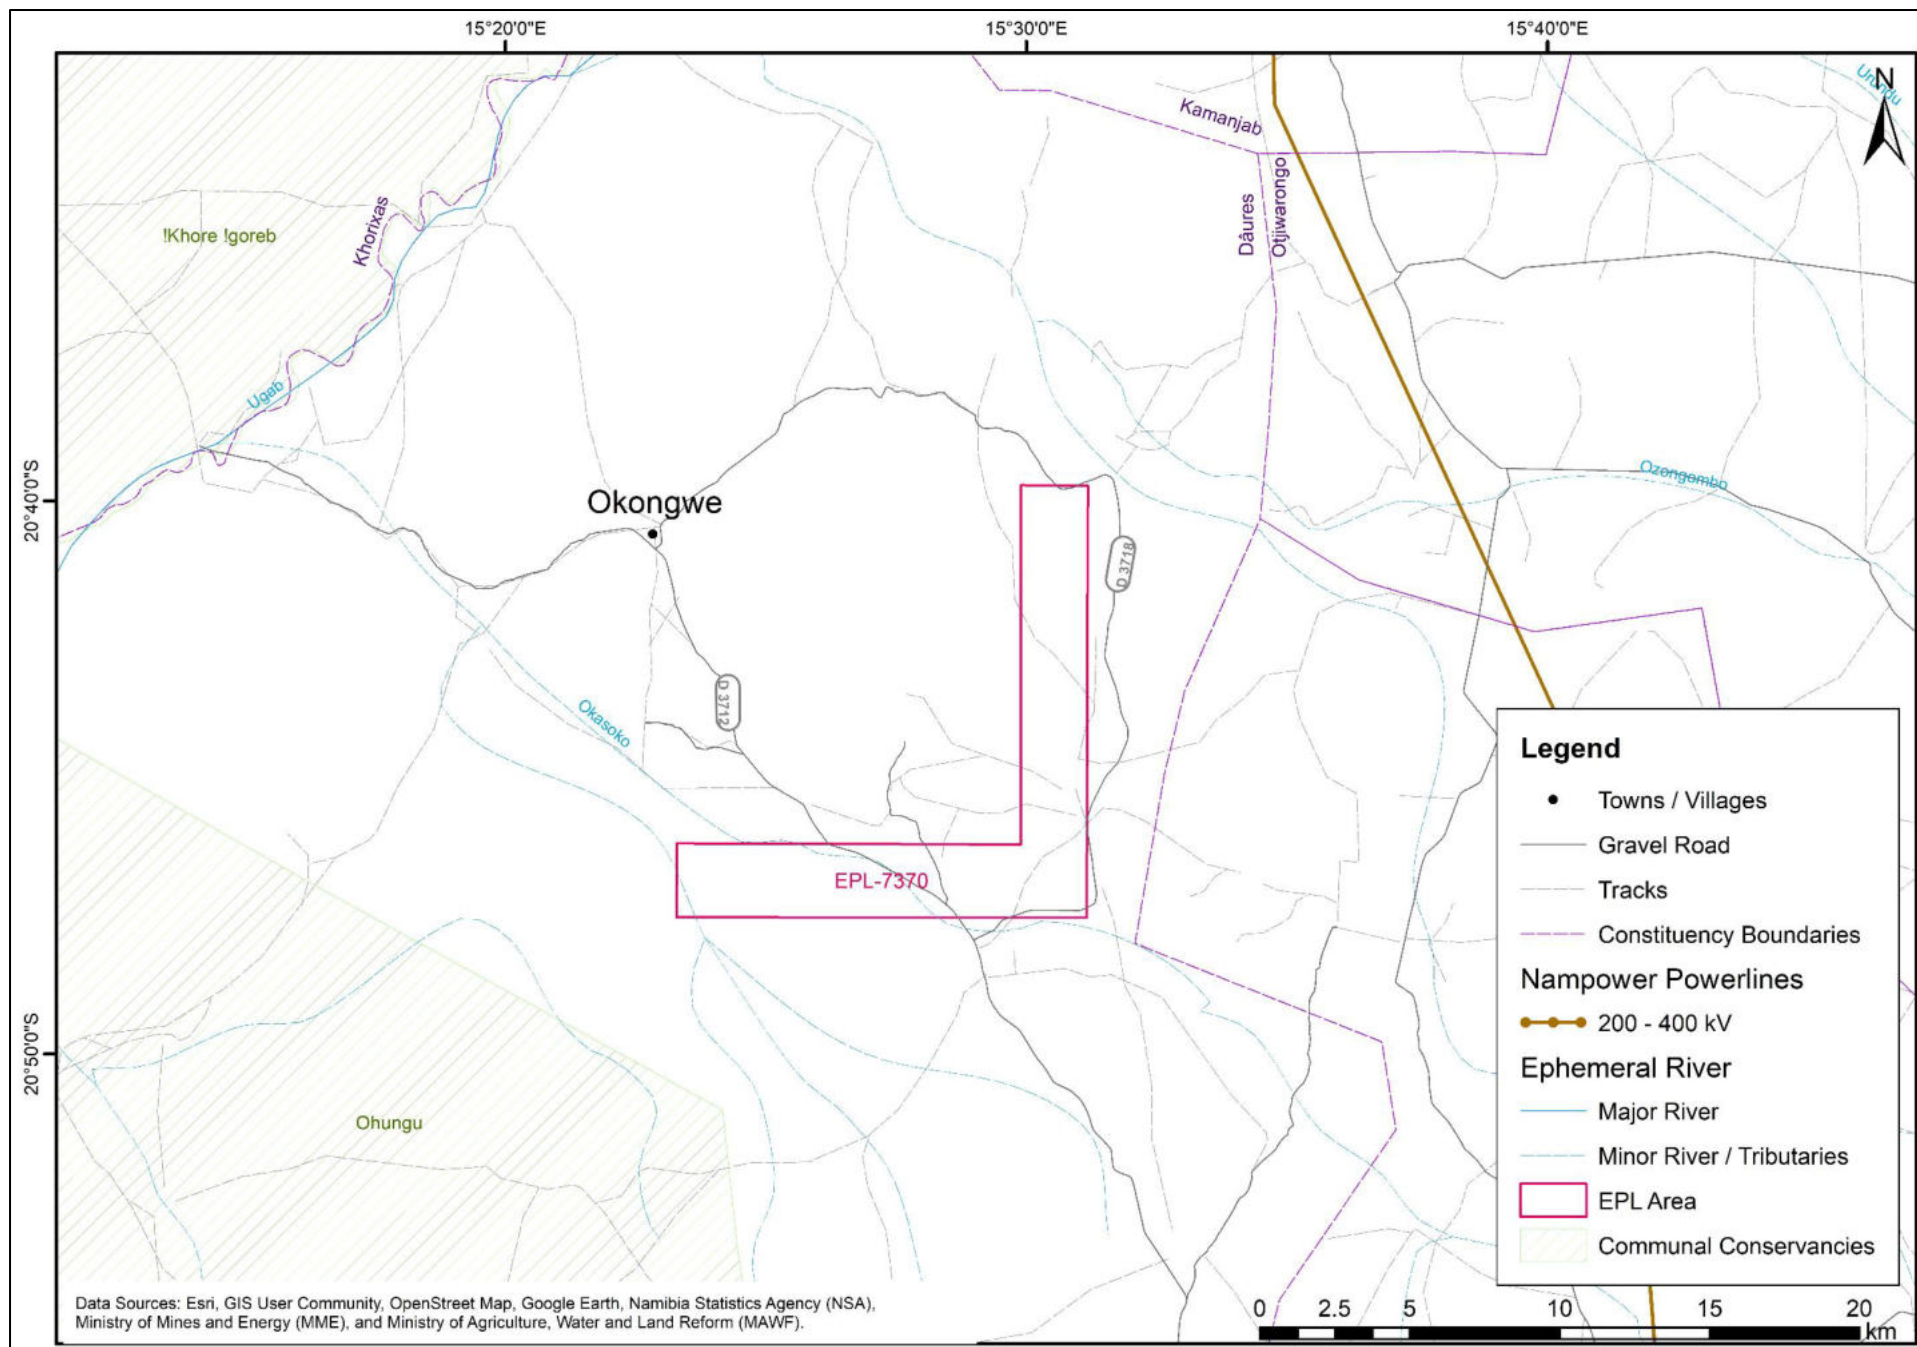 15°20'0"E
15°30'0"E
15°40'0"E
Urundu
N
Kamanjab
Khorixas
!Khore !goreb
Dâures
Otjiwarongo
Ugab
20°40'0"S
Okongwe
Ozongombo
D 3718
D 3712
Okasoko
EPL-7370
20°50'0"S
Ohungu
Legend
Towns / Villages
Gravel Road
Tracks
Constituency Boundaries
Nampower Powerlines
200 - 400 kV
Ephemeral River
Major River
Minor River / Tributaries
EPL Area
Communal Conservancies
Data Sources: Esri, GIS User Community, OpenStreet Map, Google Earth, Namibia Statistics Agency (NSA),
Ministry of Mines and Energy (MME), and Ministry of Agriculture, Water and Land Reform (MAWF).
0 2.5 5 10 15 20
km